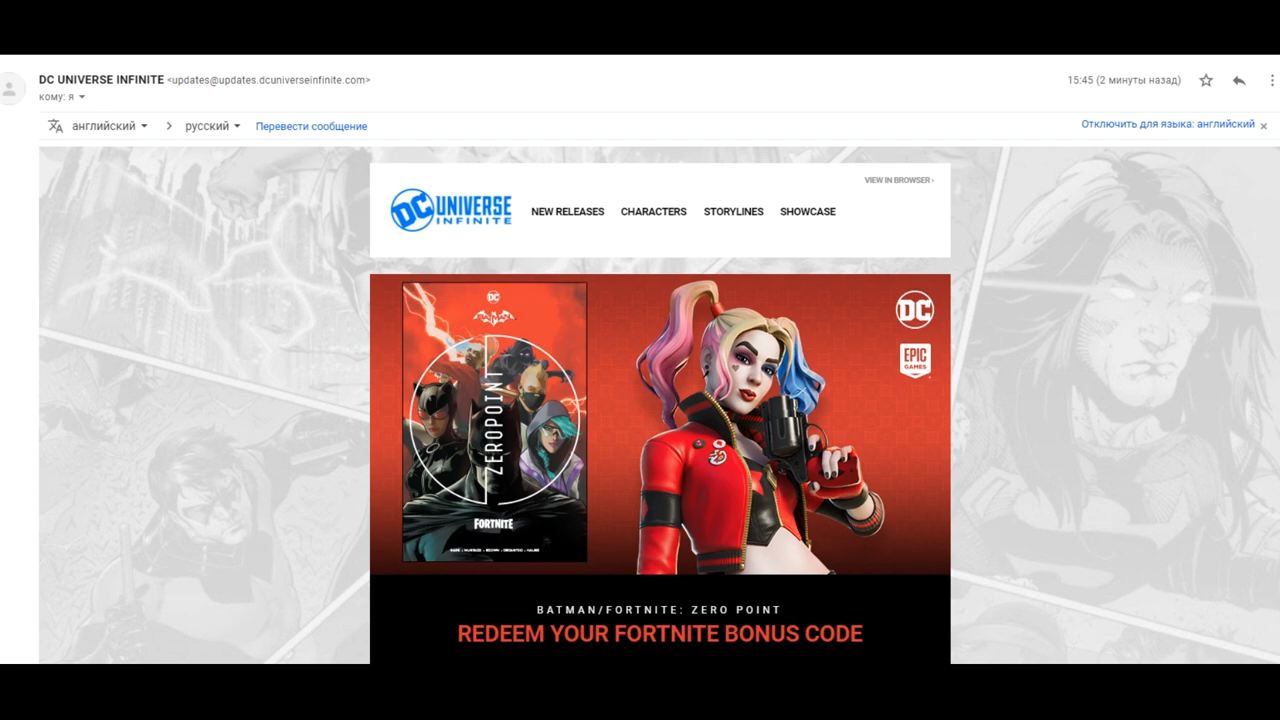 DC UNIVERSE INFINITE <updates@updates.dcuniverseinfinite.com>
15:45 (2 минуты назад)
кому: я
английский
русский
Перевести сообщение
Отключить для языка: английский
VIEW IN BROWSER ›
DC UNIVERSE INFINITE
NEW RELEASES
CHARACTERS
STORYLINES
SHOWCASE
DC
BATMAN
ZEROPOINT
FORTNITE
DC
EPIC
GAMES
BATMAN/FORTNITE: ZERO POINT
REDEEM YOUR FORTNITE BONUS CODE